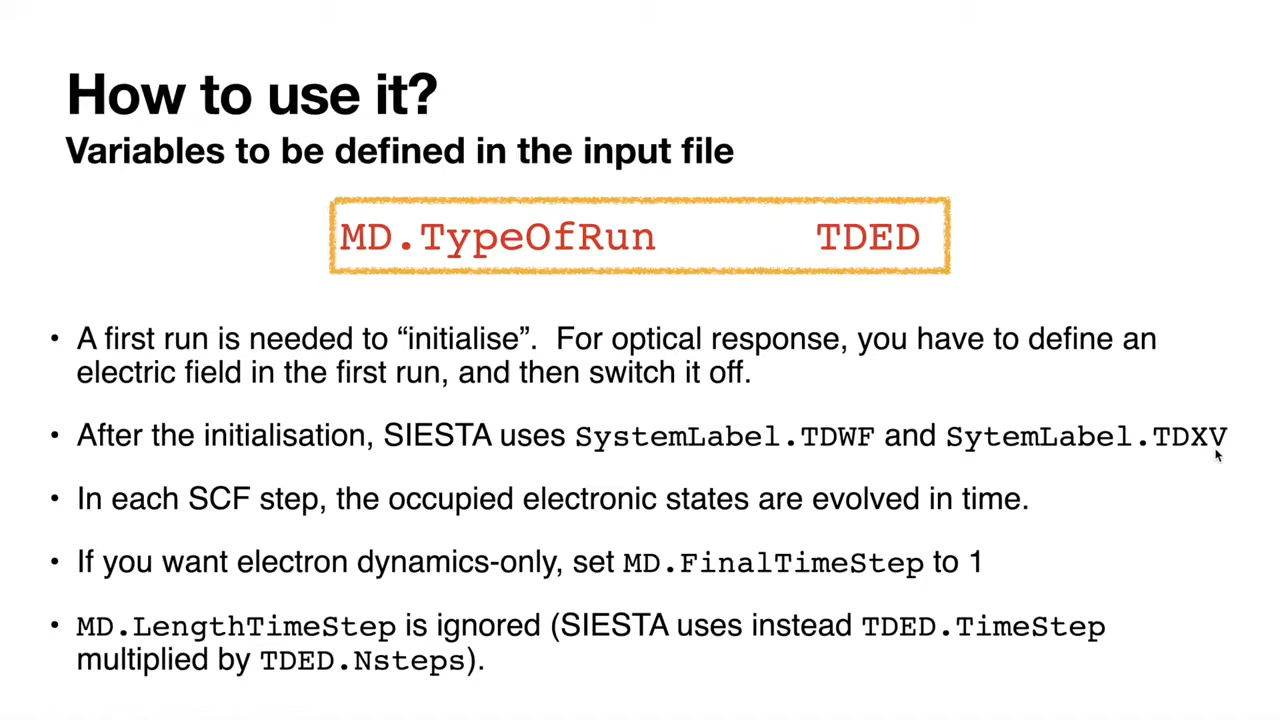 How to use it?
Variables to be defined in the input file
MD.TypeOfRun TDED
• A first run is needed to “initialise”. For optical response, you have to define an
electric field in the first run, and then switch it off.
• After the initialisation, SIESTA uses SystemLabel.TDWF and SytemLabel.TDXV
• In each SCF step, the occupied electronic states are evolved in time.
• If you want electron dynamics-only, set MD.FinalTimeStep to 1
• MD.LengthTimeStep is ignored (SIESTA uses instead TDED.TimeStep
multiplied by TDED.Nsteps).